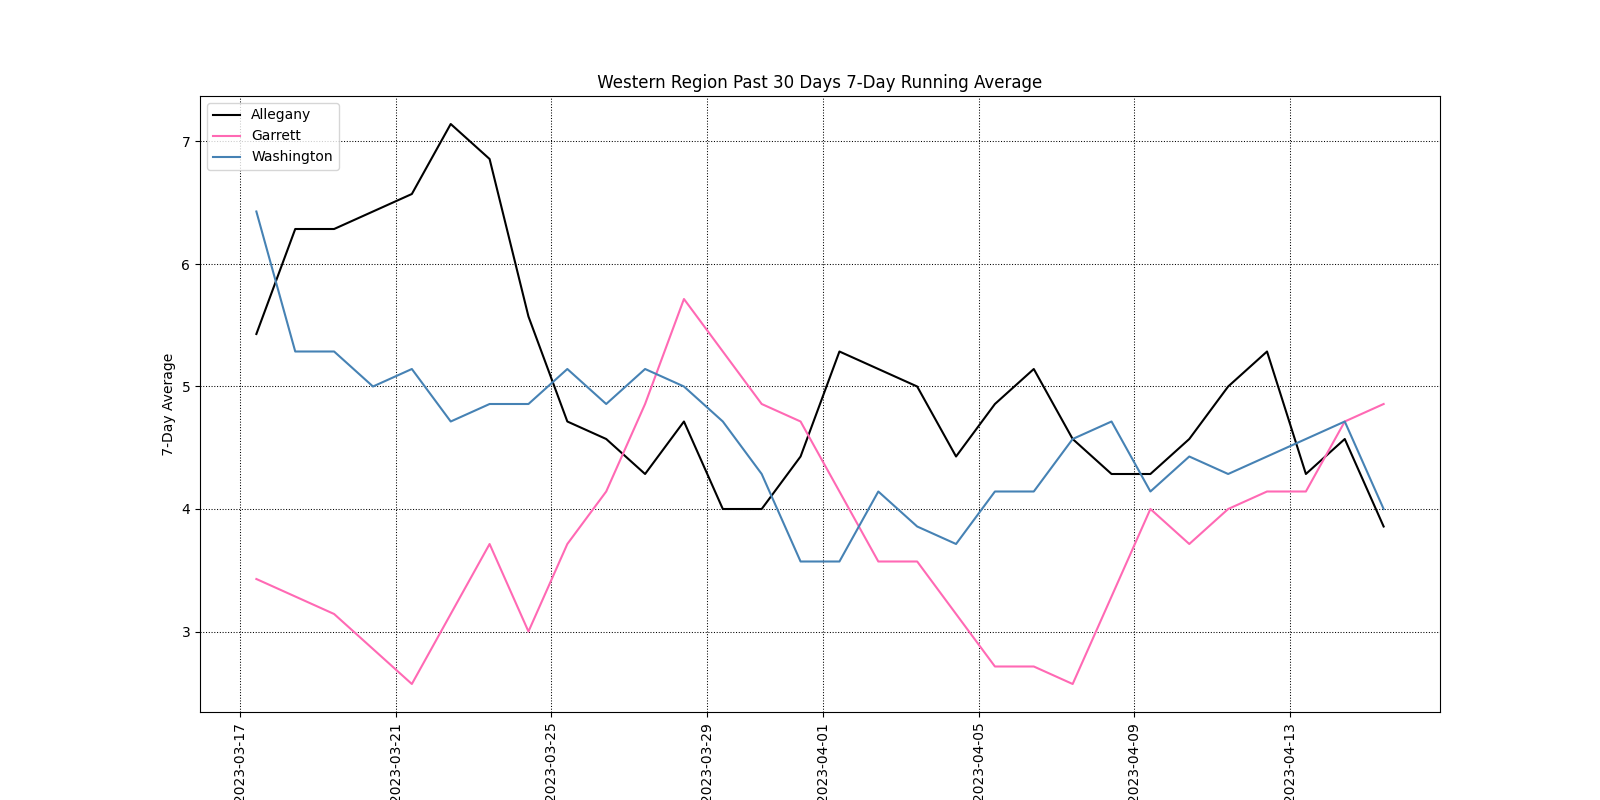 Western Region Past 30 Days 7-Day Running Average
Allegany
Garrett
Washington
7-Day Average
7
6
5
4
3
2023-03-17
2023-03-21
2023-03-25
2023-03-29
2023-04-01
2023-04-05
2023-04-09
2023-04-13